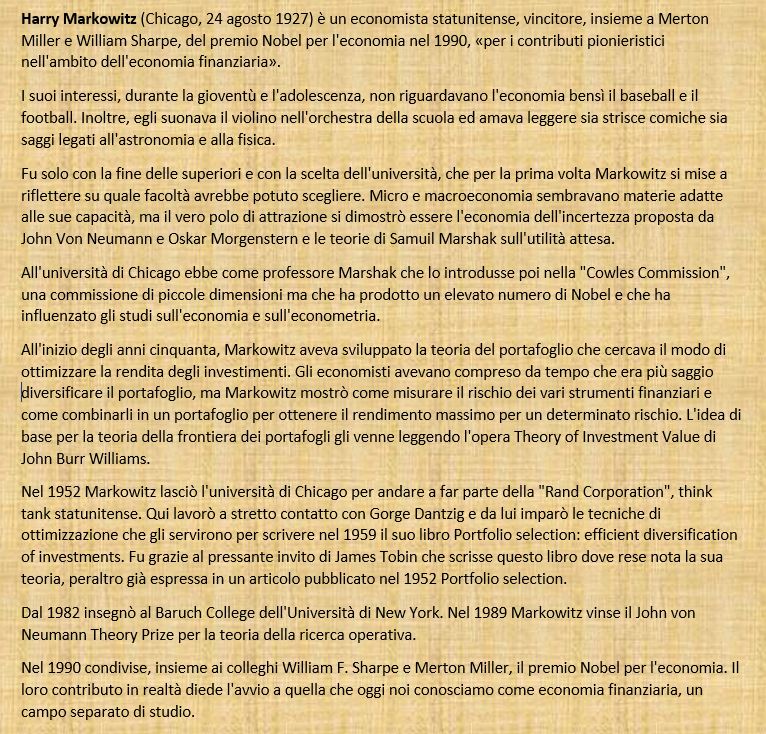 Harry Markowitz (Chicago, 24 agosto 1927) è un economista statunitense, vincitore, insieme a Merton
Miller e William Sharpe, del premio Nobel per l'economia nel 1990, «per i contributi pionieristici
nell'ambito dell'economia finanziaria».
I suoi interessi, durante la gioventù e l'adolescenza, non riguardavano l'economia bensì il baseball e il
football. Inoltre, egli suonava il violino nell'orchestra della scuola ed amava leggere sia strisce comiche sia
saggi legati all'astronomia e alla fisica.
Fu solo con la fine delle superiori e con la scelta dell'università, che per la prima volta Markowitz si mise a
riflettere su quale facoltà avrebbe potuto scegliere. Micro e macroeconomia sembravano materie adatte
alle sue capacità, ma il vero polo di attrazione si dimostrò essere l'economia dell'incertezza proposta da
John Von Neumann e Oskar Morgenstern e le teorie di Samuil Marshak sull'utilità attesa.
All'università di Chicago ebbe come professore Marshak che lo introdusse poi nella "Cowles Commission",
una commissione di piccole dimensioni ma che ha prodotto un elevato numero di Nobel e che ha
influenzato gli studi sull'economia e sull'econometria.
All'inizio degli anni cinquanta, Markowitz aveva sviluppato la teoria del portafoglio che cercava il modo di
ottimizzare la rendita degli investimenti. Gli economisti avevano compreso da tempo che era più saggio
diversificare il portafoglio, ma Markowitz mostrò come misurare il rischio dei vari strumenti finanziari e
come combinarli in un portafoglio per ottenere il rendimento massimo per un determinato rischio. L'idea di
base per la teoria della frontiera dei portafogli gli venne leggendo l'opera Theory of Investment Value di
John Burr Williams.
Nel 1952 Markowitz lasciò l'università di Chicago per andare a far parte della "Rand Corporation", think
tank statunitense. Qui lavorò a stretto contatto con Gorge Dantzig e da lui imparò le tecniche di
ottimizzazione che gli servirono per scrivere nel 1959 il suo libro Portfolio selection: efficient diversification
of investments. Fu grazie al pressante invito di James Tobin che scrisse questo libro dove rese nota la sua
teoria, peraltro già espressa in un articolo pubblicato nel 1952 Portfolio selection.
Dal 1982 insegnò al Baruch College dell'Università di New York. Nel 1989 Markowitz vinse il John von
Neumann Theory Prize per la teoria della ricerca operativa.
Nel 1990 condivise, insieme ai colleghi William F. Sharpe e Merton Miller, il premio Nobel per l'economia. Il
loro contributo in realtà diede l'avvio a quella che oggi noi conosciamo come economia finanziaria, un
campo separato di studio.